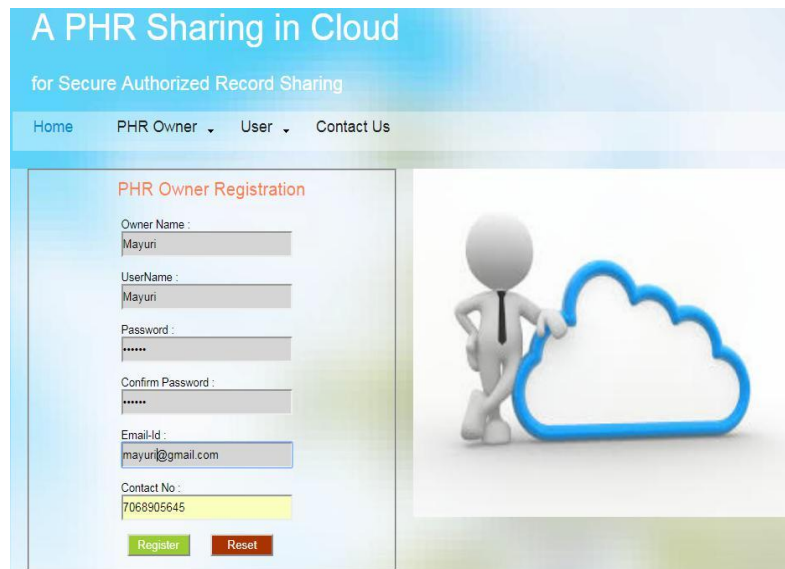 A PHR Sharing in Cloud
for Secure Authorized Record Sharing
Home PHR Owner User Contact Us
PHR Owner Registration
Owner Name :
Mayuri
UserName :
Mayuri
Password :
••••••
Confirm Password :
••••••
Email-Id :
mayuri@gmail.com
Contact No :
7068905645
Register Reset